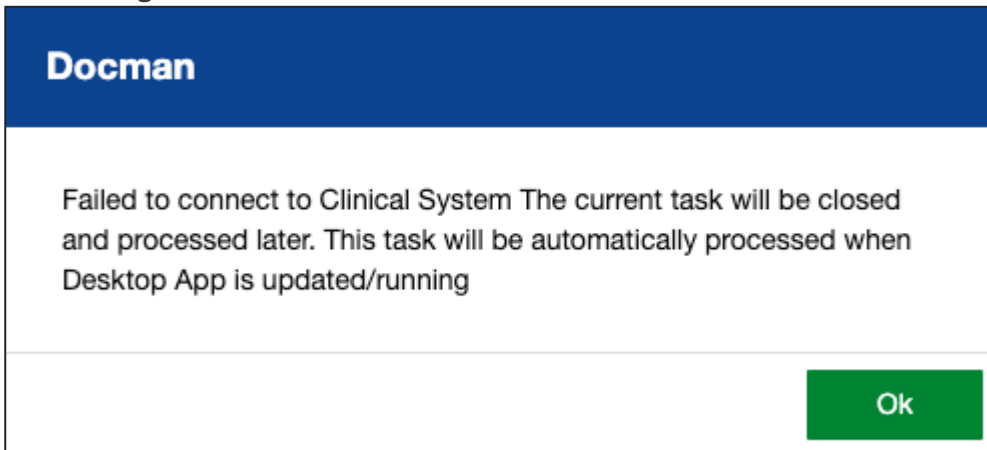 Docman
Failed to connect to Clinical System The current task will be closed
and processed later. This task will be automatically processed when
Desktop App is updated/running
Ok